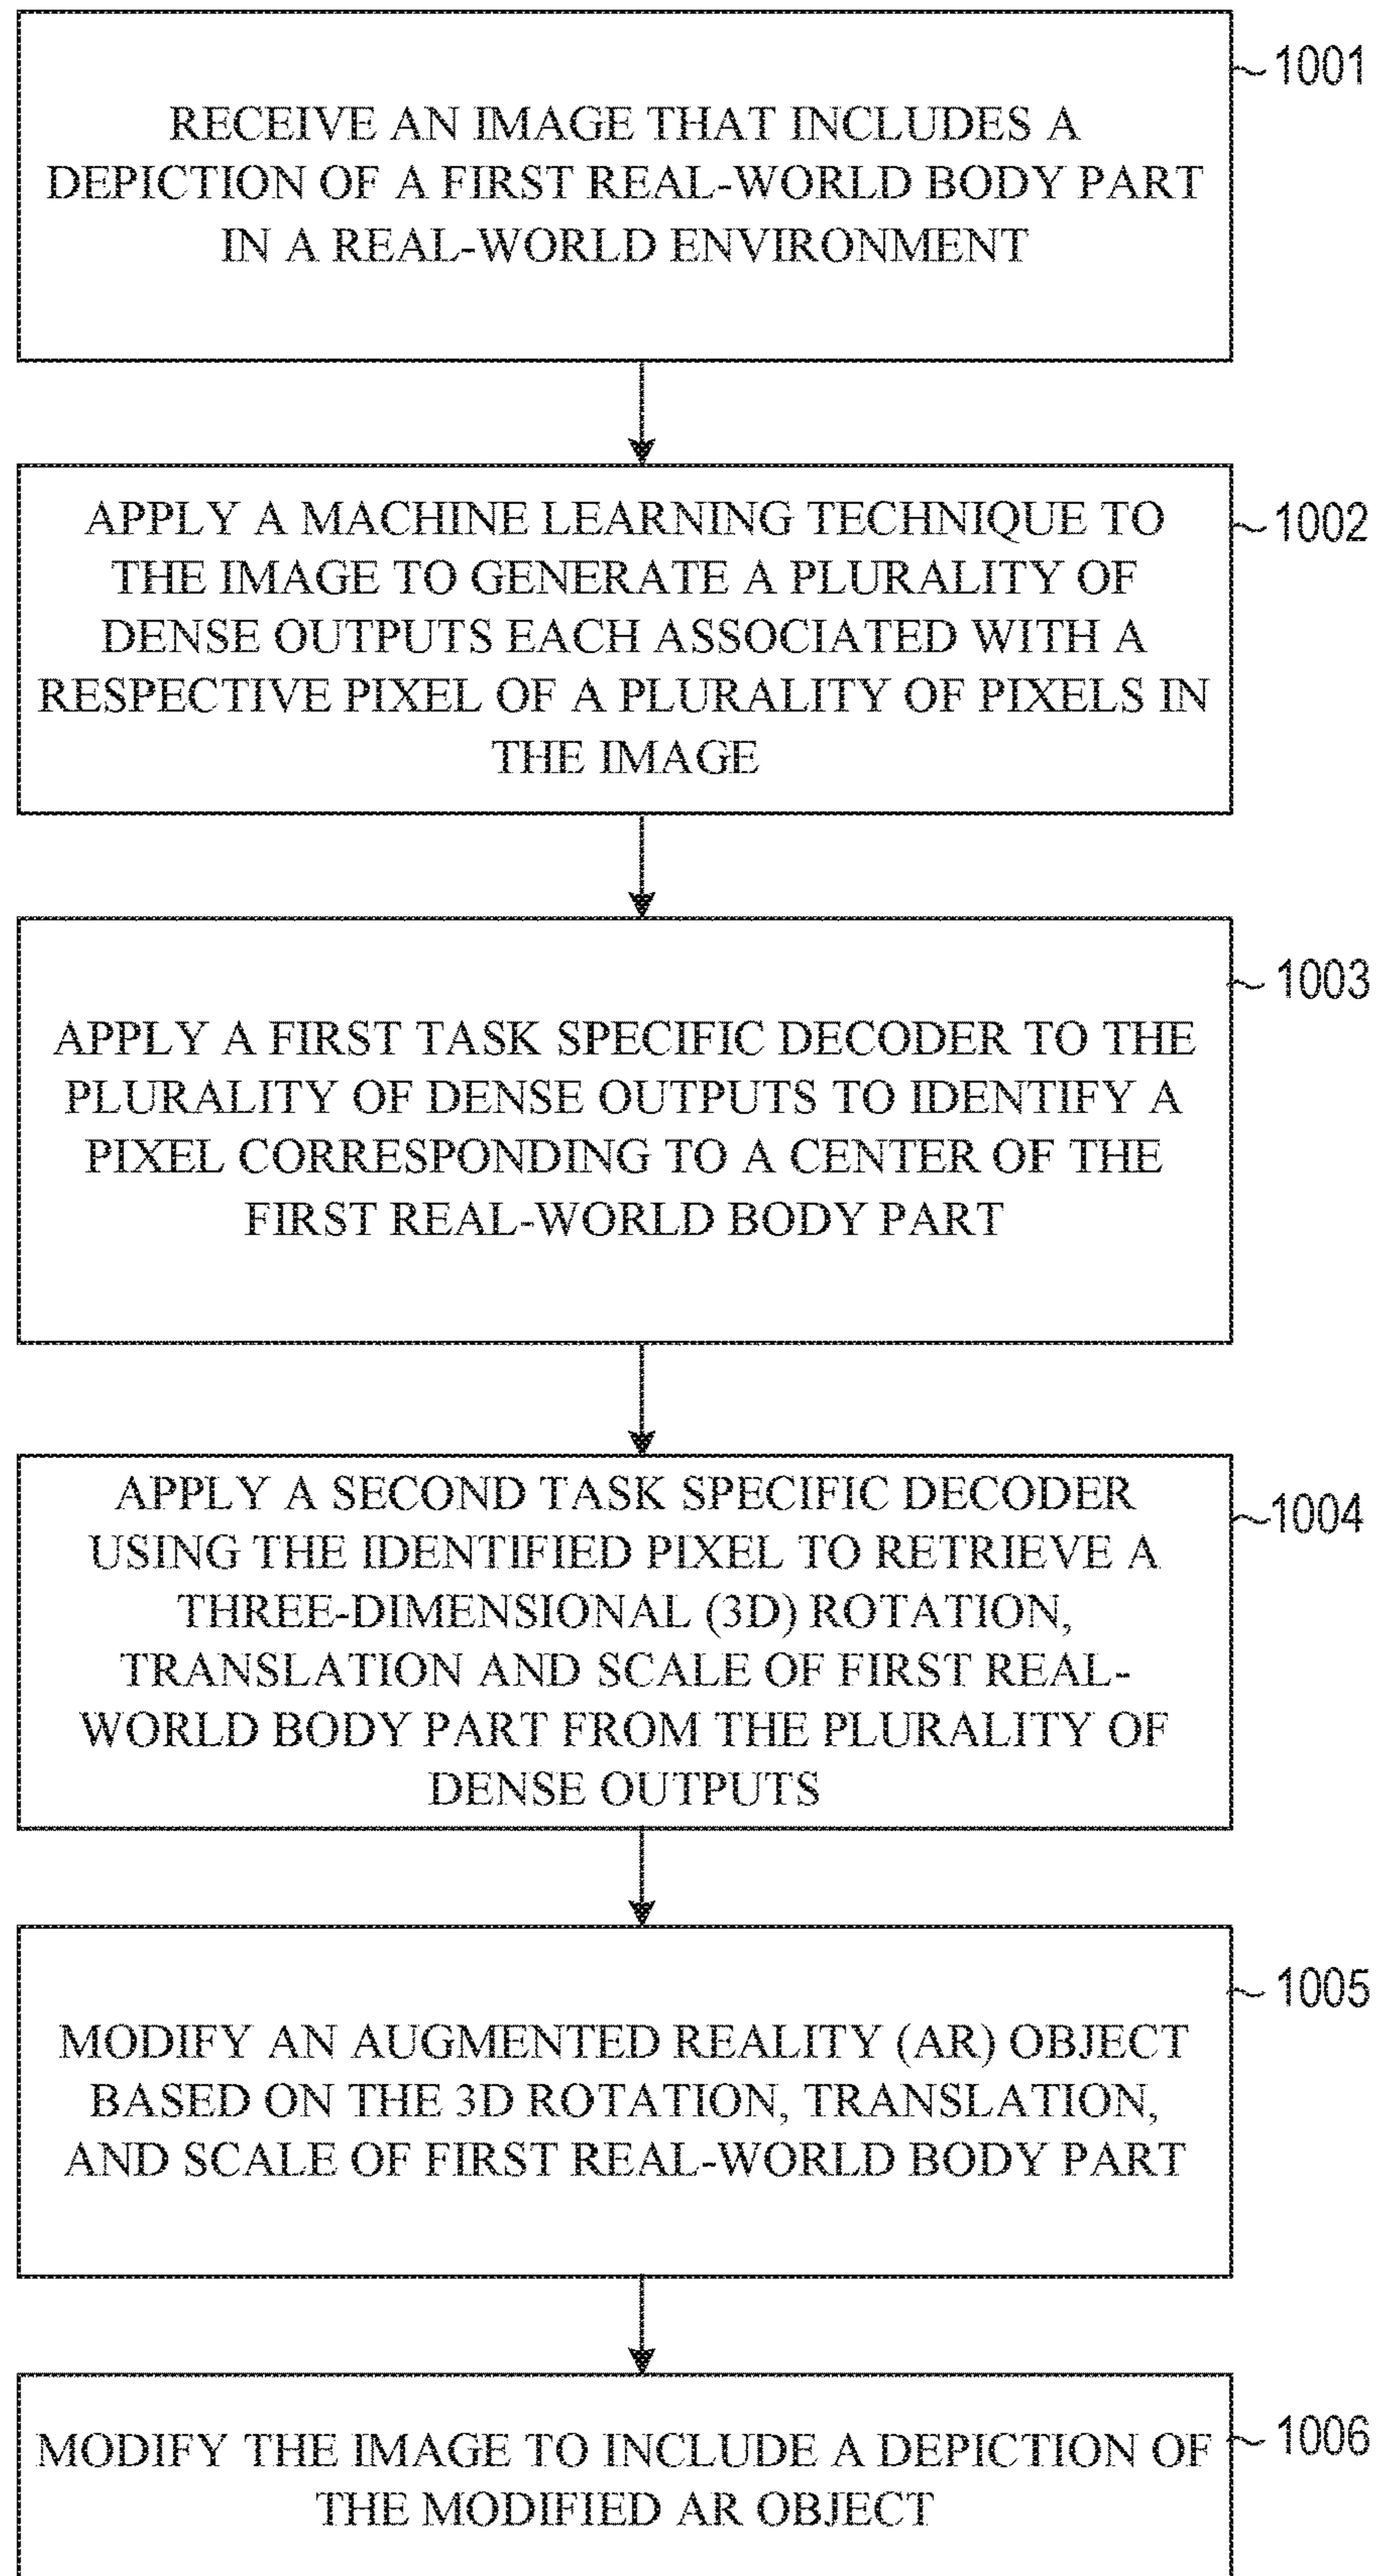 1001
RECEIVE AN IMAGE THAT INCLUDES A
DEPICTION OF A FIRST REAL-WORLD BODY PART
IN A REAL-WORLD ENVIRONMENT
1002
APPLY A MACHINE LEARNING TECHNIQUE TO
THE IMAGE TO GENERATE A PLURALITY OF
DENSE OUTPUTS EACH ASSOCIATED WITH A
RESPECTIVE PIXEL OF A PLURALITY OF PIXELS IN
THE IMAGE
1003
APPLY A FIRST TASK SPECIFIC DECODER TO THE
PLURALITY OF DENSE OUTPUTS TO IDENTIFY A
PIXEL CORRESPONDING TO A CENTER OF THE
FIRST REAL-WORLD BODY PART
1004
APPLY A SECOND TASK SPECIFIC DECODER
USING THE IDENTIFIED PIXEL TO RETRIEVE A
THREE-DIMENSIONAL (3D) ROTATION,
TRANSLATION AND SCALE OF FIRST REAL-
WORLD BODY PART FROM THE PLURALITY OF
DENSE OUTPUTS
1005
MODIFY AN AUGMENTED REALITY (AR) OBJECT
BASED ON THE 3D ROTATION, TRANSLATION,
AND SCALE OF FIRST REAL-WORLD BODY PART
1006
MODIFY THE IMAGE TO INCLUDE A DEPICTION OF
THE MODIFIED AR OBJECT